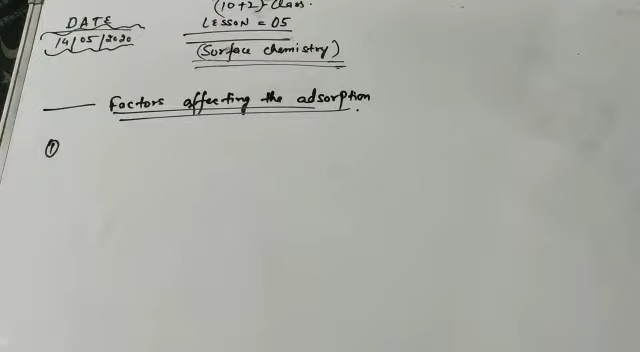 (10+2) Class.
DATE
LESSON = 05
14/05/2020
(Surface chemistry)
Factors affecting the adsorption.
①